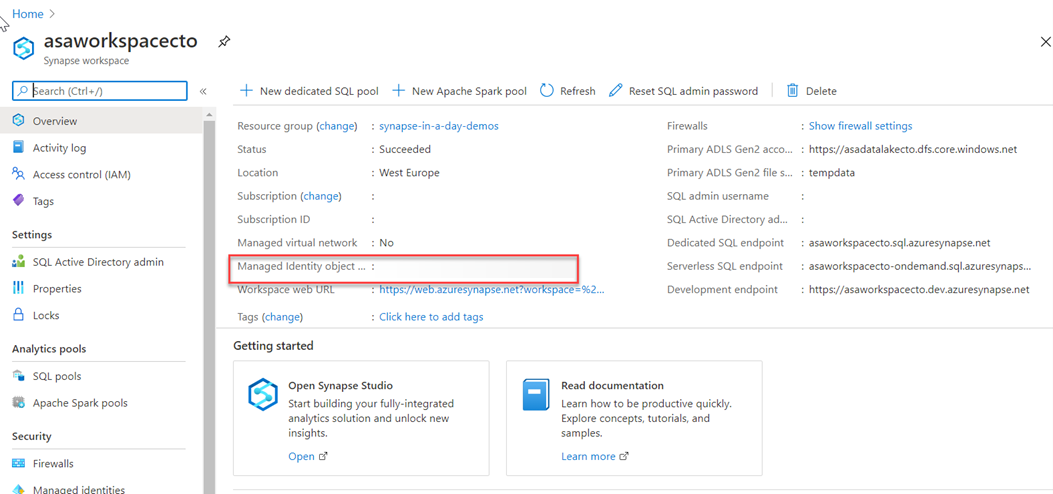 Home
asaworkspacecto
Synapse workspace
Search (Ctrl+/)
Overview
Activity log
Access control (IAM)
Tags
Settings
SQL Active Directory admin
Properties
Locks
Analytics pools
SQL pools
Apache Spark pools
Security
Firewalls
Managed identities
New dedicated SQL pool
New Apache Spark pool
Refresh
Reset SQL admin password
Delete
Resource group (change) : synapse-in-a-day-demos
Status : Succeeded
Location : West Europe
Subscription (change) :
Subscription ID :
Managed virtual network : No
Managed Identity object ... :
Workspace web URL : https://web.azuresynapse.net?workspace=%2...
Tags (change) : Click here to add tags
Firewalls : Show firewall settings
Primary ADLS Gen2 acco... : https://asadatalakecto.dfs.core.windows.net
Primary ADLS Gen2 file s... : tempdata
SQL admin username :
SQL Active Directory ad... :
Dedicated SQL endpoint : asaworkspacecto.sql.azuresynapse.net
Serverless SQL endpoint : asaworkspacecto-ondemand.sql.azuresynaps...
Development endpoint : https://asaworkspacecto.dev.azuresynapse.net
Getting started
Open Synapse Studio
Start building your fully-integrated
analytics solution and unlock new
insights.
Open
Read documentation
Learn how to be productive quickly.
Explore concepts, tutorials, and
samples.
Learn more